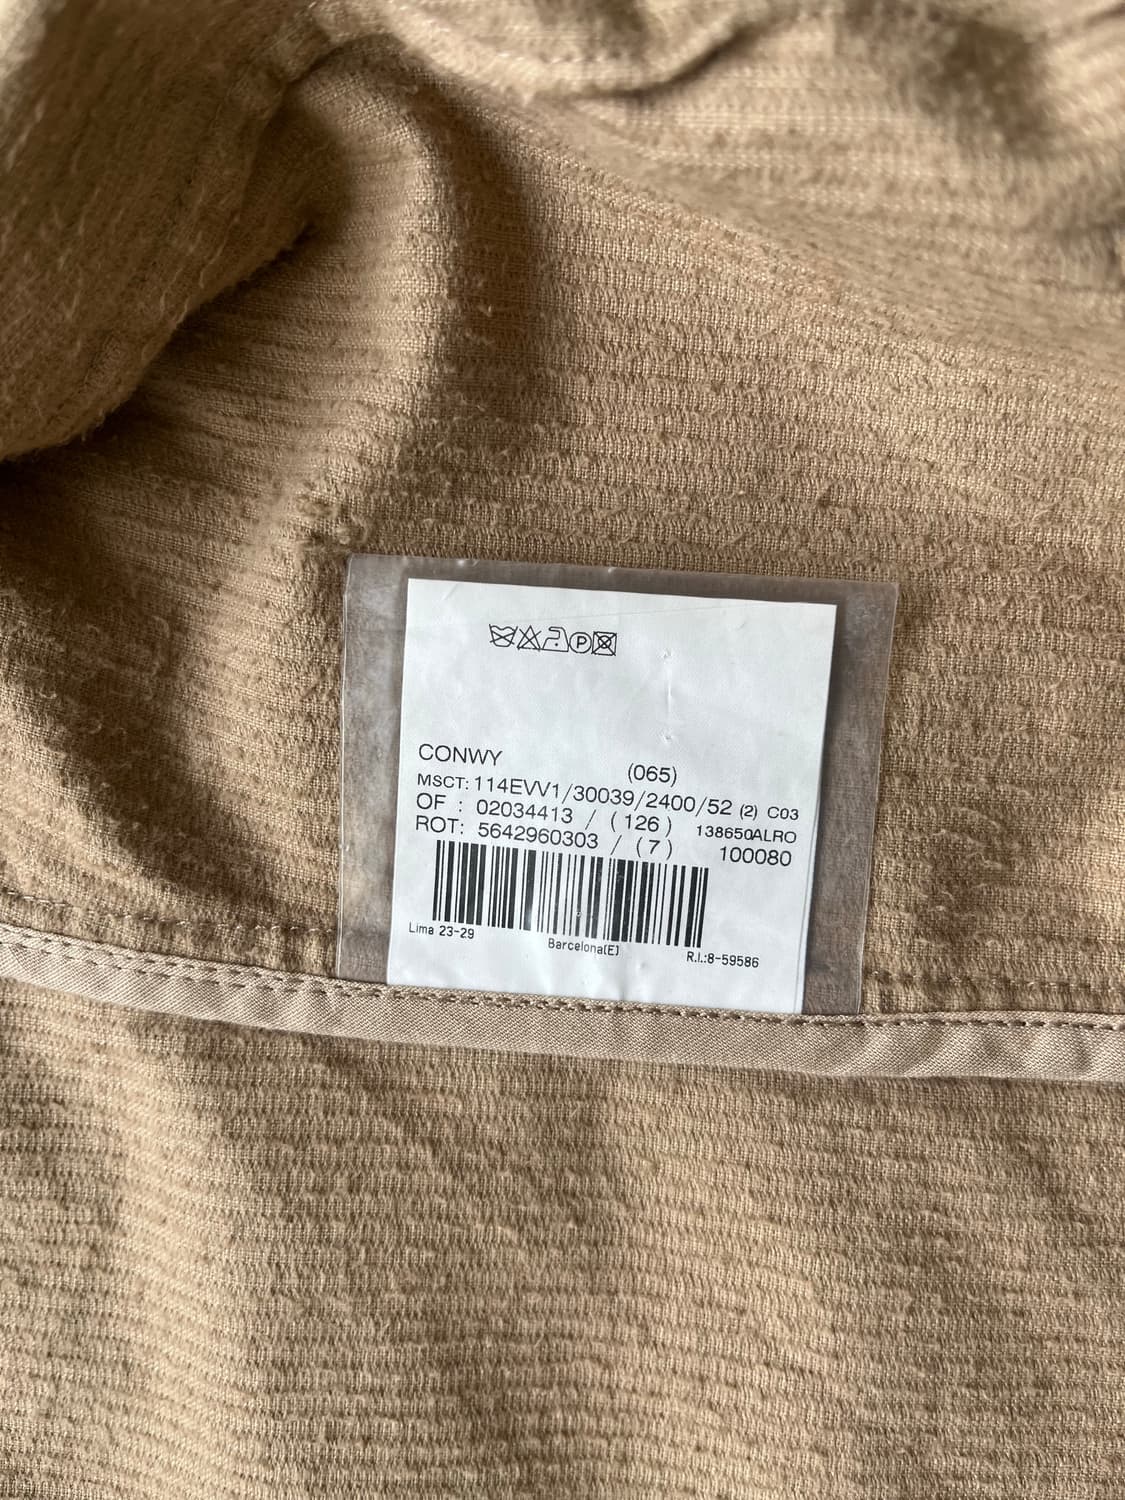 P
CONWY
(065)
MSCT: 114EVV1/30039/2400/52 (2) C03
OF : 02034413 / (126) 138650ALRO
ROT: 5642960303 / (7) 100080
Lima 23-29 Barcelona(E) R.I.:8-59586